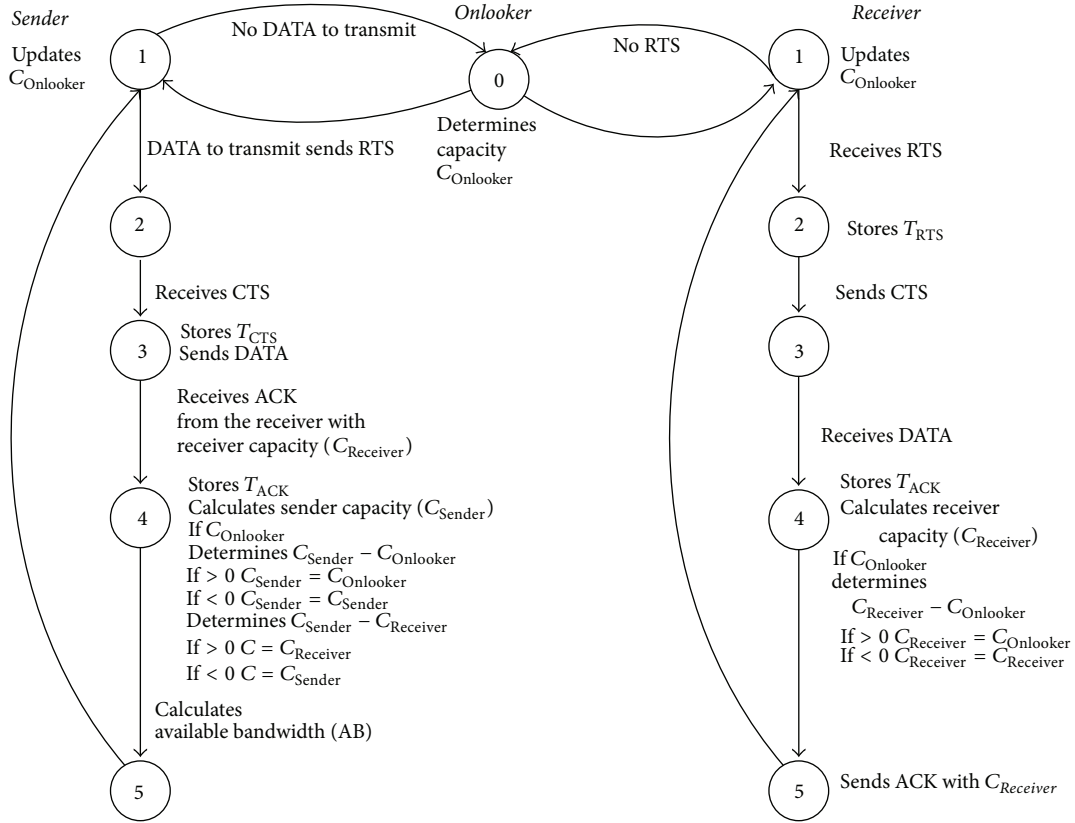 Sender
1
Updates
C_Onlooker
No DATA to transmit
Onlooker
0
Determines
capacity
C_Onlooker
No RTS
Receiver
1
Updates
C_Onlooker
DATA to transmit sends RTS
2
Receives CTS
3
Stores T_CTS
Sends DATA
Receives ACK
from the receiver with
receiver capacity (C_Receiver)
4
Stores T_ACK
Calculates sender capacity (C_Sender)
If C_Onlooker
Determines C_Sender − C_Onlooker
If > 0 C_Sender = C_Onlooker
If < 0 C_Sender = C_Sender
Determines C_Sender − C_Receiver
If > 0 C = C_Receiver
If < 0 C = C_Sender
Calculates
available bandwidth (AB)
5
Receives RTS
2
Stores T_RTS
Sends CTS
3
Receives DATA
4
Stores T_ACK
Calculates receiver
capacity (C_Receiver)
If C_Onlooker
determines
C_Receiver − C_Onlooker
If > 0 C_Receiver = C_Onlooker
If < 0 C_Receiver = C_Receiver
5
Sends ACK with C_Receiver